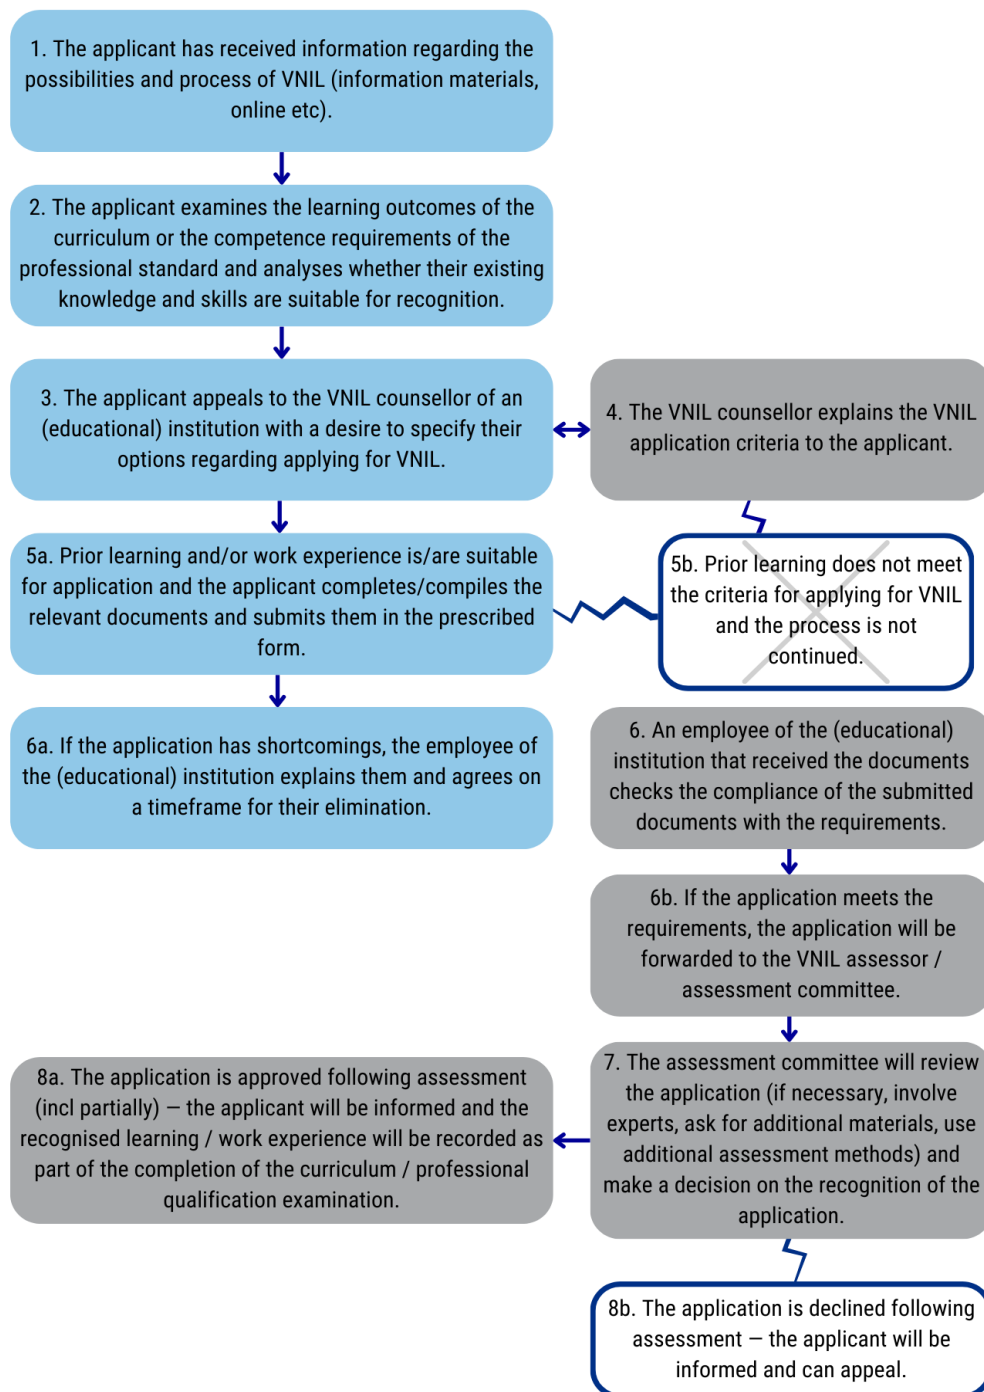 1. The applicant has received information regarding the
possibilities and process of VNIL (information materials,
online etc).
2. The applicant examines the learning outcomes of the
curriculum or the competence requirements of the
professional standard and analyses whether their existing
knowledge and skills are suitable for recognition.
3. The applicant appeals to the VNIL counsellor of an
(educational) institution with a desire to specify their
options regarding applying for VNIL.
4. The VNIL counsellor explains the VNIL
application criteria to the applicant.
5a. Prior learning and/or work experience is/are suitable
for application and the applicant completes/compiles the
relevant documents and submits them in the prescribed
form.
5b. Prior learning does not meet
the criteria for applying for VNIL
and the process is not
continued.
6a. If the application has shortcomings, the employee of
the (educational) institution explains them and agrees on
a timeframe for their elimination.
6. An employee of the (educational)
institution that received the documents
checks the compliance of the submitted
documents with the requirements.
6b. If the application meets the
requirements, the application will be
forwarded to the VNIL assessor /
assessment committee.
7. The assessment committee will review
the application (if necessary, involve
experts, ask for additional materials, use
additional assessment methods) and
make a decision on the recognition of the
application.
8a. The application is approved following assessment
(incl partially) – the applicant will be informed and the
recognised learning / work experience will be recorded as
part of the completion of the curriculum / professional
qualification examination.
8b. The application is declined following
assessment – the applicant will be
informed and can appeal.